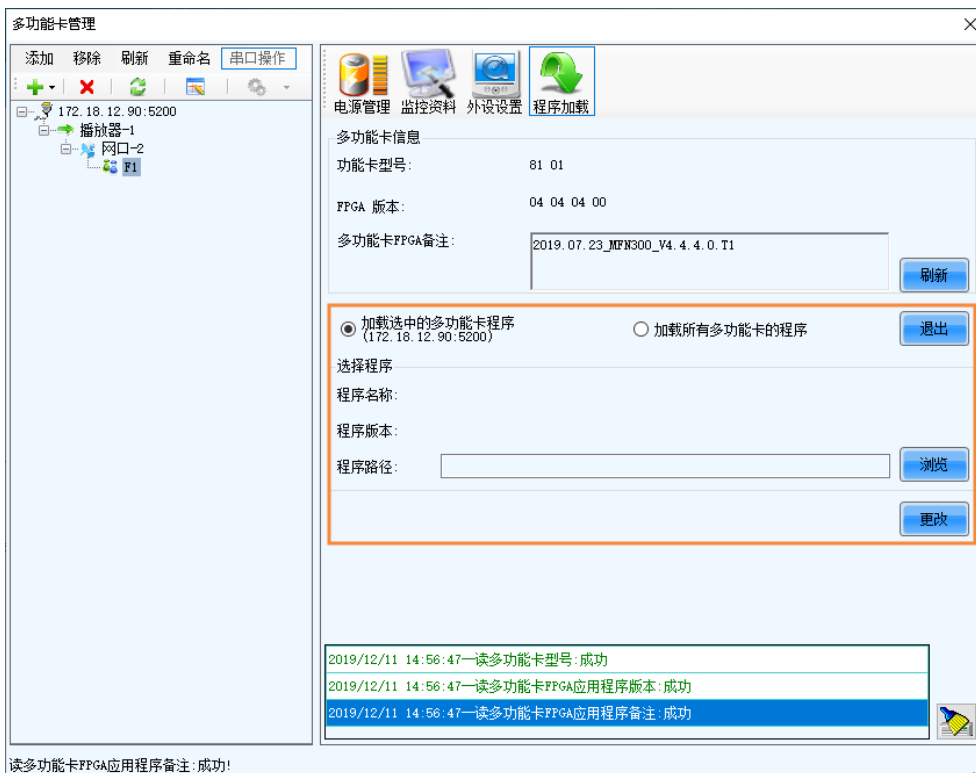 多功能卡管理
添加 移除 刷新 重命名 串口操作
172.18.12.90:5200
播放器-1
网口-2
F1
电源管理 监控资料 外设设置 程序加载
多功能卡信息
功能卡型号: 81 01
FPGA 版本: 04 04 04 00
多功能卡FPGA备注: 2019.07.23_MFN300_V4.4.4.0.T1
刷新
加载选中的多功能卡程序
(172.18.12.90:5200)
加载所有多功能卡的程序
退出
选择程序
程序名称:
程序版本:
程序路径:
浏览
更改
2019/12/11 14:56:47—读多功能卡型号:成功
2019/12/11 14:56:47—读多功能卡FPGA应用程序版本:成功
2019/12/11 14:56:47—读多功能卡FPGA应用程序备注:成功
读多功能卡FPGA应用程序备注:成功!